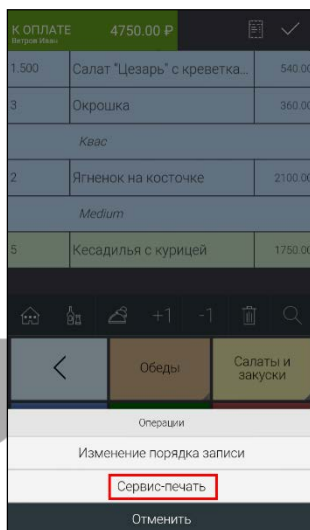 К ОПЛАТЕ 4750.00 ₽
Ветров Иван
1.500 Салат "Цезарь" с креветка... 540.00
3 Окрошка 360.00
Квас
2 Ягненок на косточке 2100.00
Medium
5 Кесадилья с курицей 1750.00
+1 -1
Обеды Салаты и закуски
Операции
Изменение порядка записи
Сервис-печать
Отменить